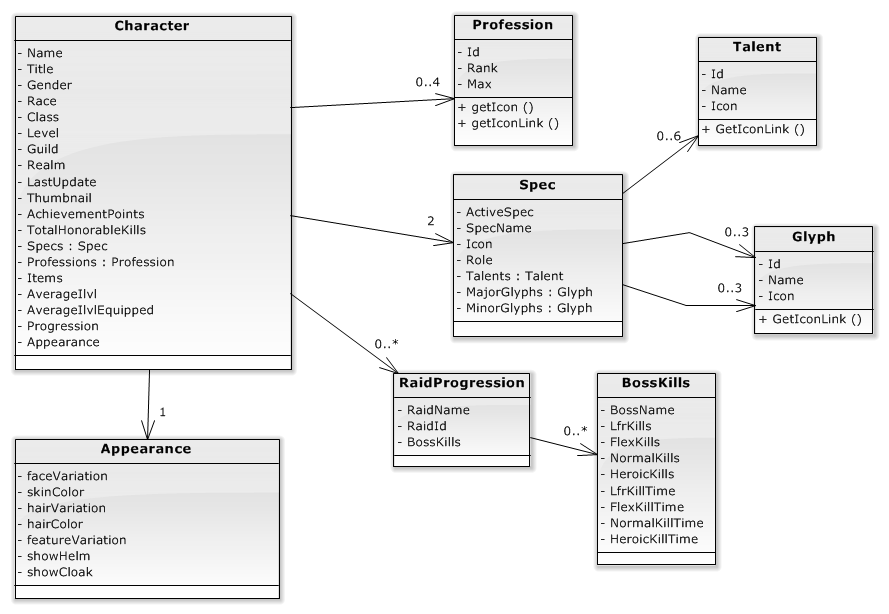 Character
- Name
- Title
- Gender
- Race
- Class
- Level
- Guild
- Realm
- LastUpdate
- Thumbnail
- AchievementPoints
- TotalHonorableKills
- Specs : Spec
- Professions : Profession
- Items
- AverageIlvl
- AverageIlvlEquipped
- Progression
- Appearance
0..4
Profession
- Id
- Rank
- Max
+ getIcon ()
+ getIconLink ()
0..6
Talent
- Id
- Name
- Icon
+ GetIconLink ()
2
Spec
- ActiveSpec
- SpecName
- Icon
- Role
- Talents : Talent
- MajorGlyphs : Glyph
- MinorGlyphs : Glyph
0..3
0..3
Glyph
- Id
- Name
- Icon
+ GetIconLink ()
0..*
RaidProgression
- RaidName
- RaidId
- BossKills
0..*
BossKills
- BossName
- LfrKills
- FlexKills
- NormalKills
- HeroicKills
- LfrKillTime
- FlexKillTime
- NormalKillTime
- HeroicKillTime
1
Appearance
- faceVariation
- skinColor
- hairVariation
- hairColor
- featureVariation
- showHelm
- showCloak